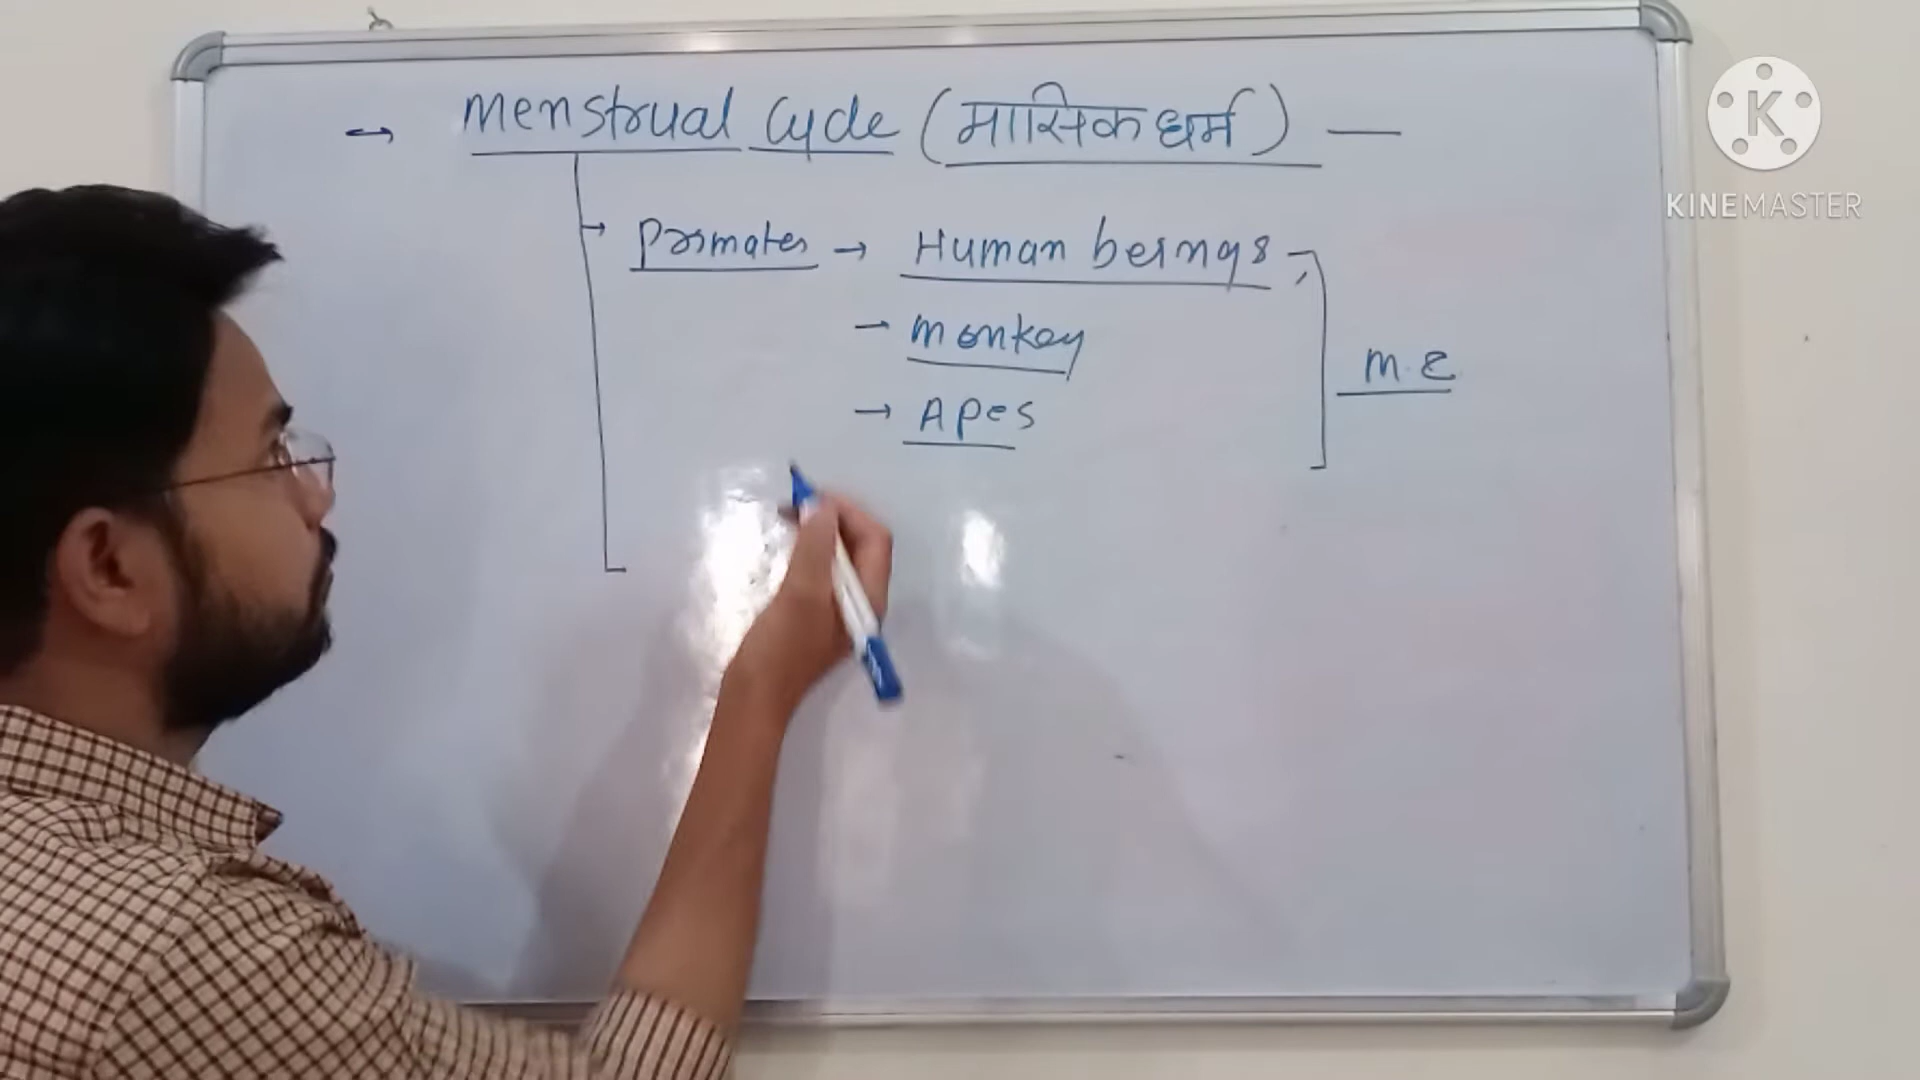 → Menstrual Cycle (मासिक धर्म) —
→ Primates → Human beings
- Monkey
→ Apes
M.C
K
KINEMASTER